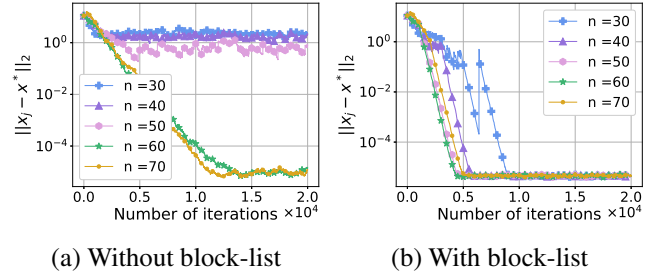 ||x_j − x*||_2
10^0
10^−2
10^−4
n =30
n =40
n =50
n =60
n =70
0.0 0.5 1.0 1.5 2.0
Number of iterations ×10^4
(a) Without block-list
||x_j − x*||_2
10^0
10^−2
10^−4
n =30
n =40
n =50
n =60
n =70
0.0 0.5 1.0 1.5 2.0
Number of iterations ×10^4
(b) With block-list